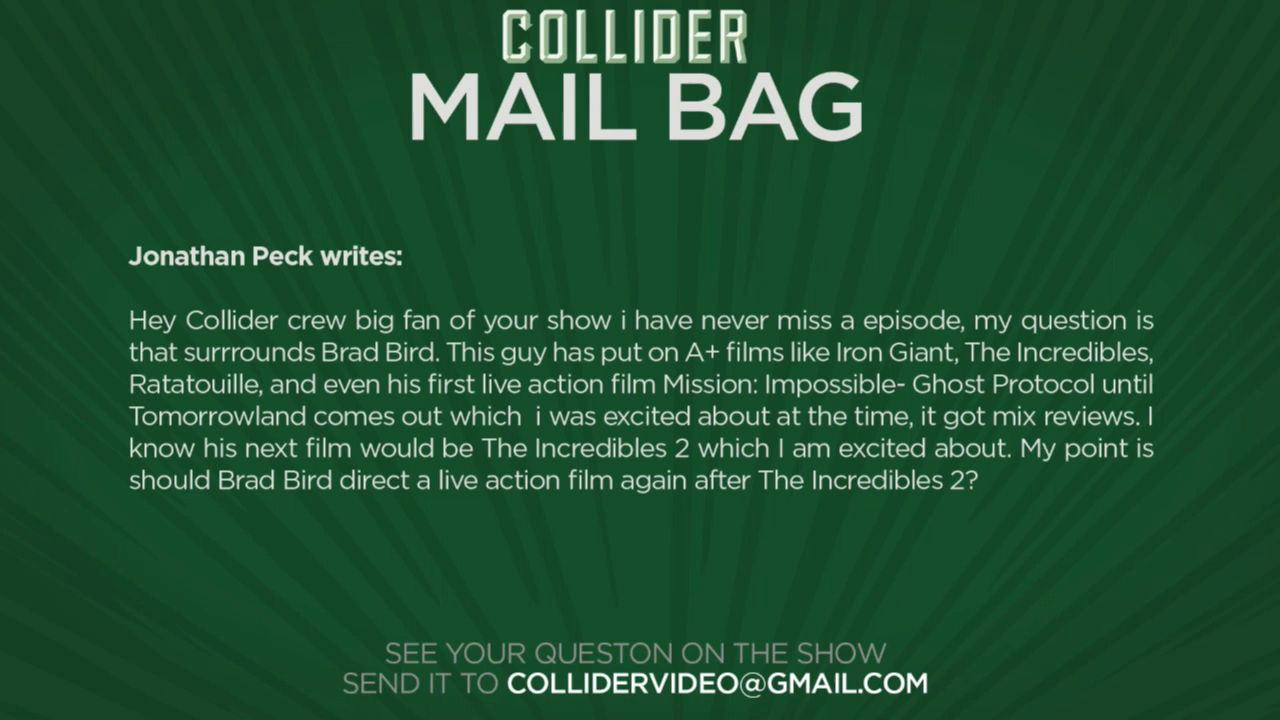 COLLIDER
MAIL BAG
Jonathan Peck writes:
Hey Collider crew big fan of your show i have never miss a episode, my question is
that surrrounds Brad Bird. This guy has put on A+ films like Iron Giant, The Incredibles,
Ratatouille, and even his first live action film Mission: Impossible- Ghost Protocol until
Tomorrowland comes out which  i was excited about at the time, it got mix reviews. I
know his next film would be The Incredibles 2 which I am excited about. My point is
should Brad Bird direct a live action film again after The Incredibles 2?
SEE YOUR QUESTON ON THE SHOW
SEND IT TO COLLIDERVIDEO@GMAIL.COM